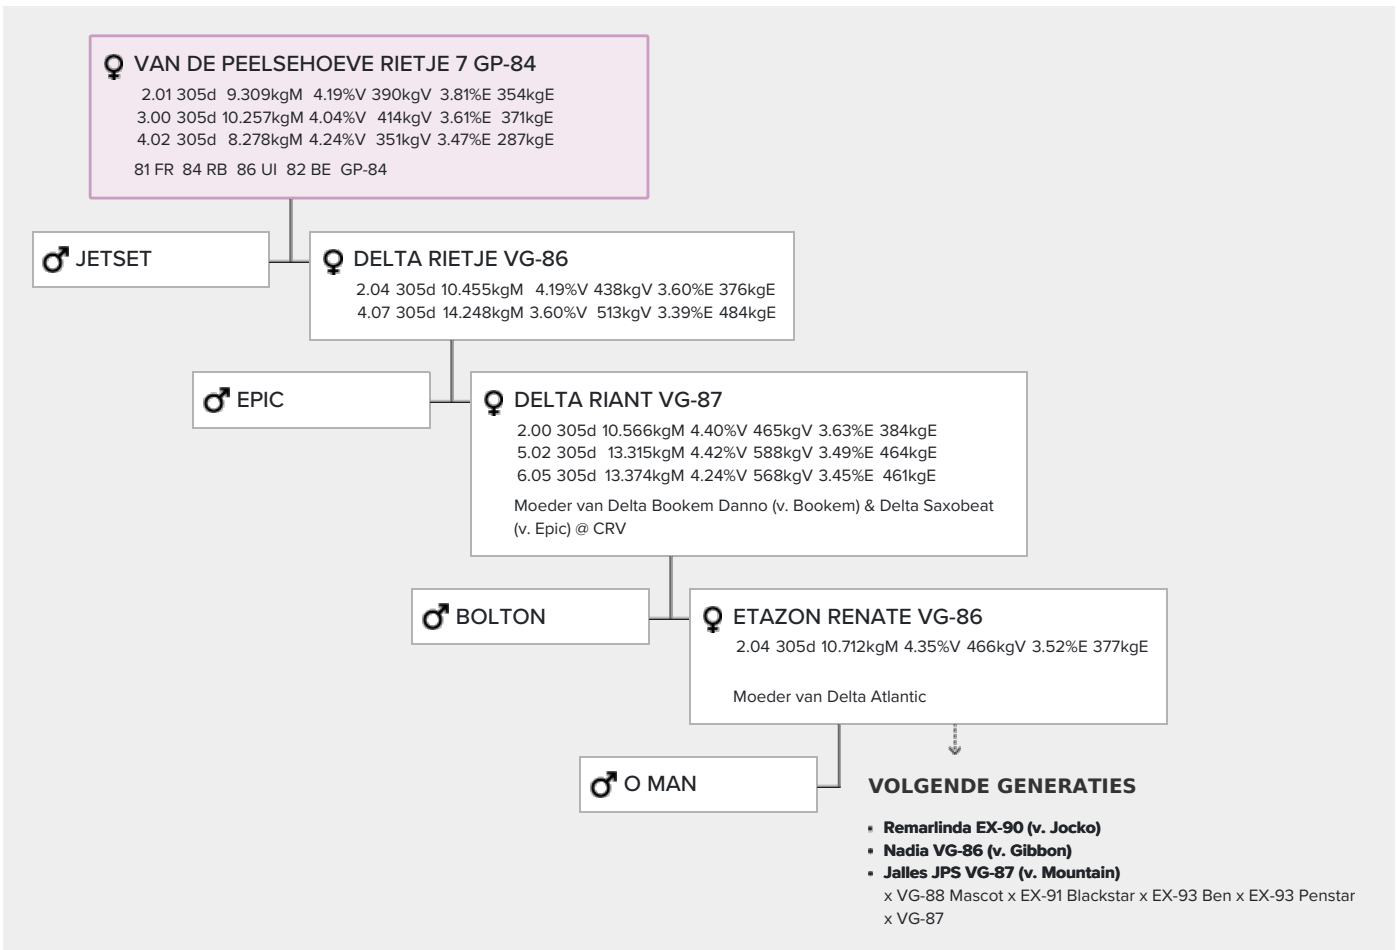 VAN DE PEELSEHOEVE RIETJE 7 GP-84
2.01 305d 9.309kgM 4.19%V 390kgV 3.81%E 354kgE
3.00 305d 10.257kgM 4.04%V 414kgV 3.61%E 371kgE
4.02 305d 8.278kgM 4.24%V 351kgV 3.47%E 287kgE
81 FR 84 RB 86 UI 82 BE GP-84
JETSET
DELTA RIETJE VG-86
2.04 305d 10.455kgM 4.19%V 438kgV 3.60%E 376kgE
4.07 305d 14.248kgM 3.60%V 513kgV 3.39%E 484kgE
EPIC
DELTA RIANT VG-87
2.00 305d 10.566kgM 4.40%V 465kgV 3.63%E 384kgE
5.02 305d 13.315kgM 4.42%V 588kgV 3.49%E 464kgE
6.05 305d 13.374kgM 4.24%V 568kgV 3.45%E 461kgE
Moeder van Delta Bookem Danno (v. Bookem) & Delta Saxobeat
(v. Epic) @ CRV
BOLTON
ETAZON RENATE VG-86
2.04 305d 10.712kgM 4.35%V 466kgV 3.52%E 377kgE
Moeder van Delta Atlantic
O MAN
VOLGENDE GENERATIES
• Remarlinda EX-90 (v. Jocko)
• Nadia VG-86 (v. Gibbon)
• Jalles JPS VG-87 (v. Mountain)
x VG-88 Mascot x EX-91 Blackstar x EX-93 Ben x EX-93 Penstar
x VG-87